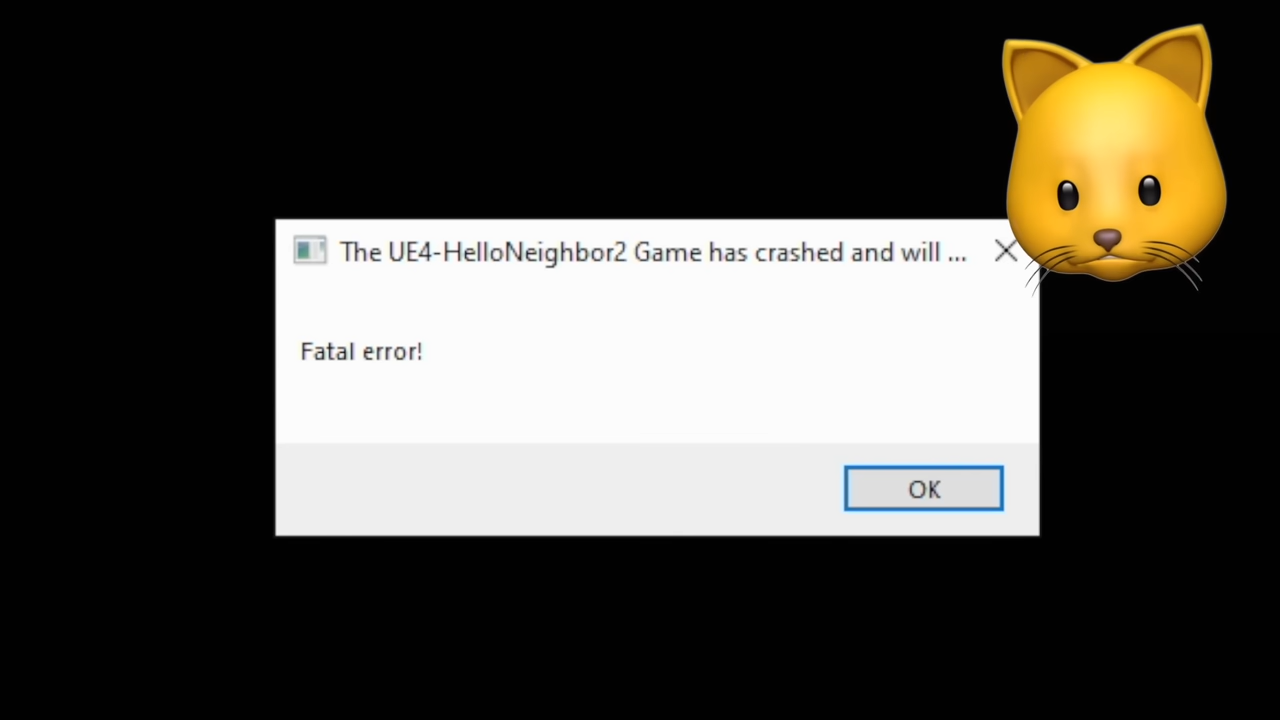 The UE4-HelloNeighbor2 Game has crashed and will ...
Fatal error!
OK